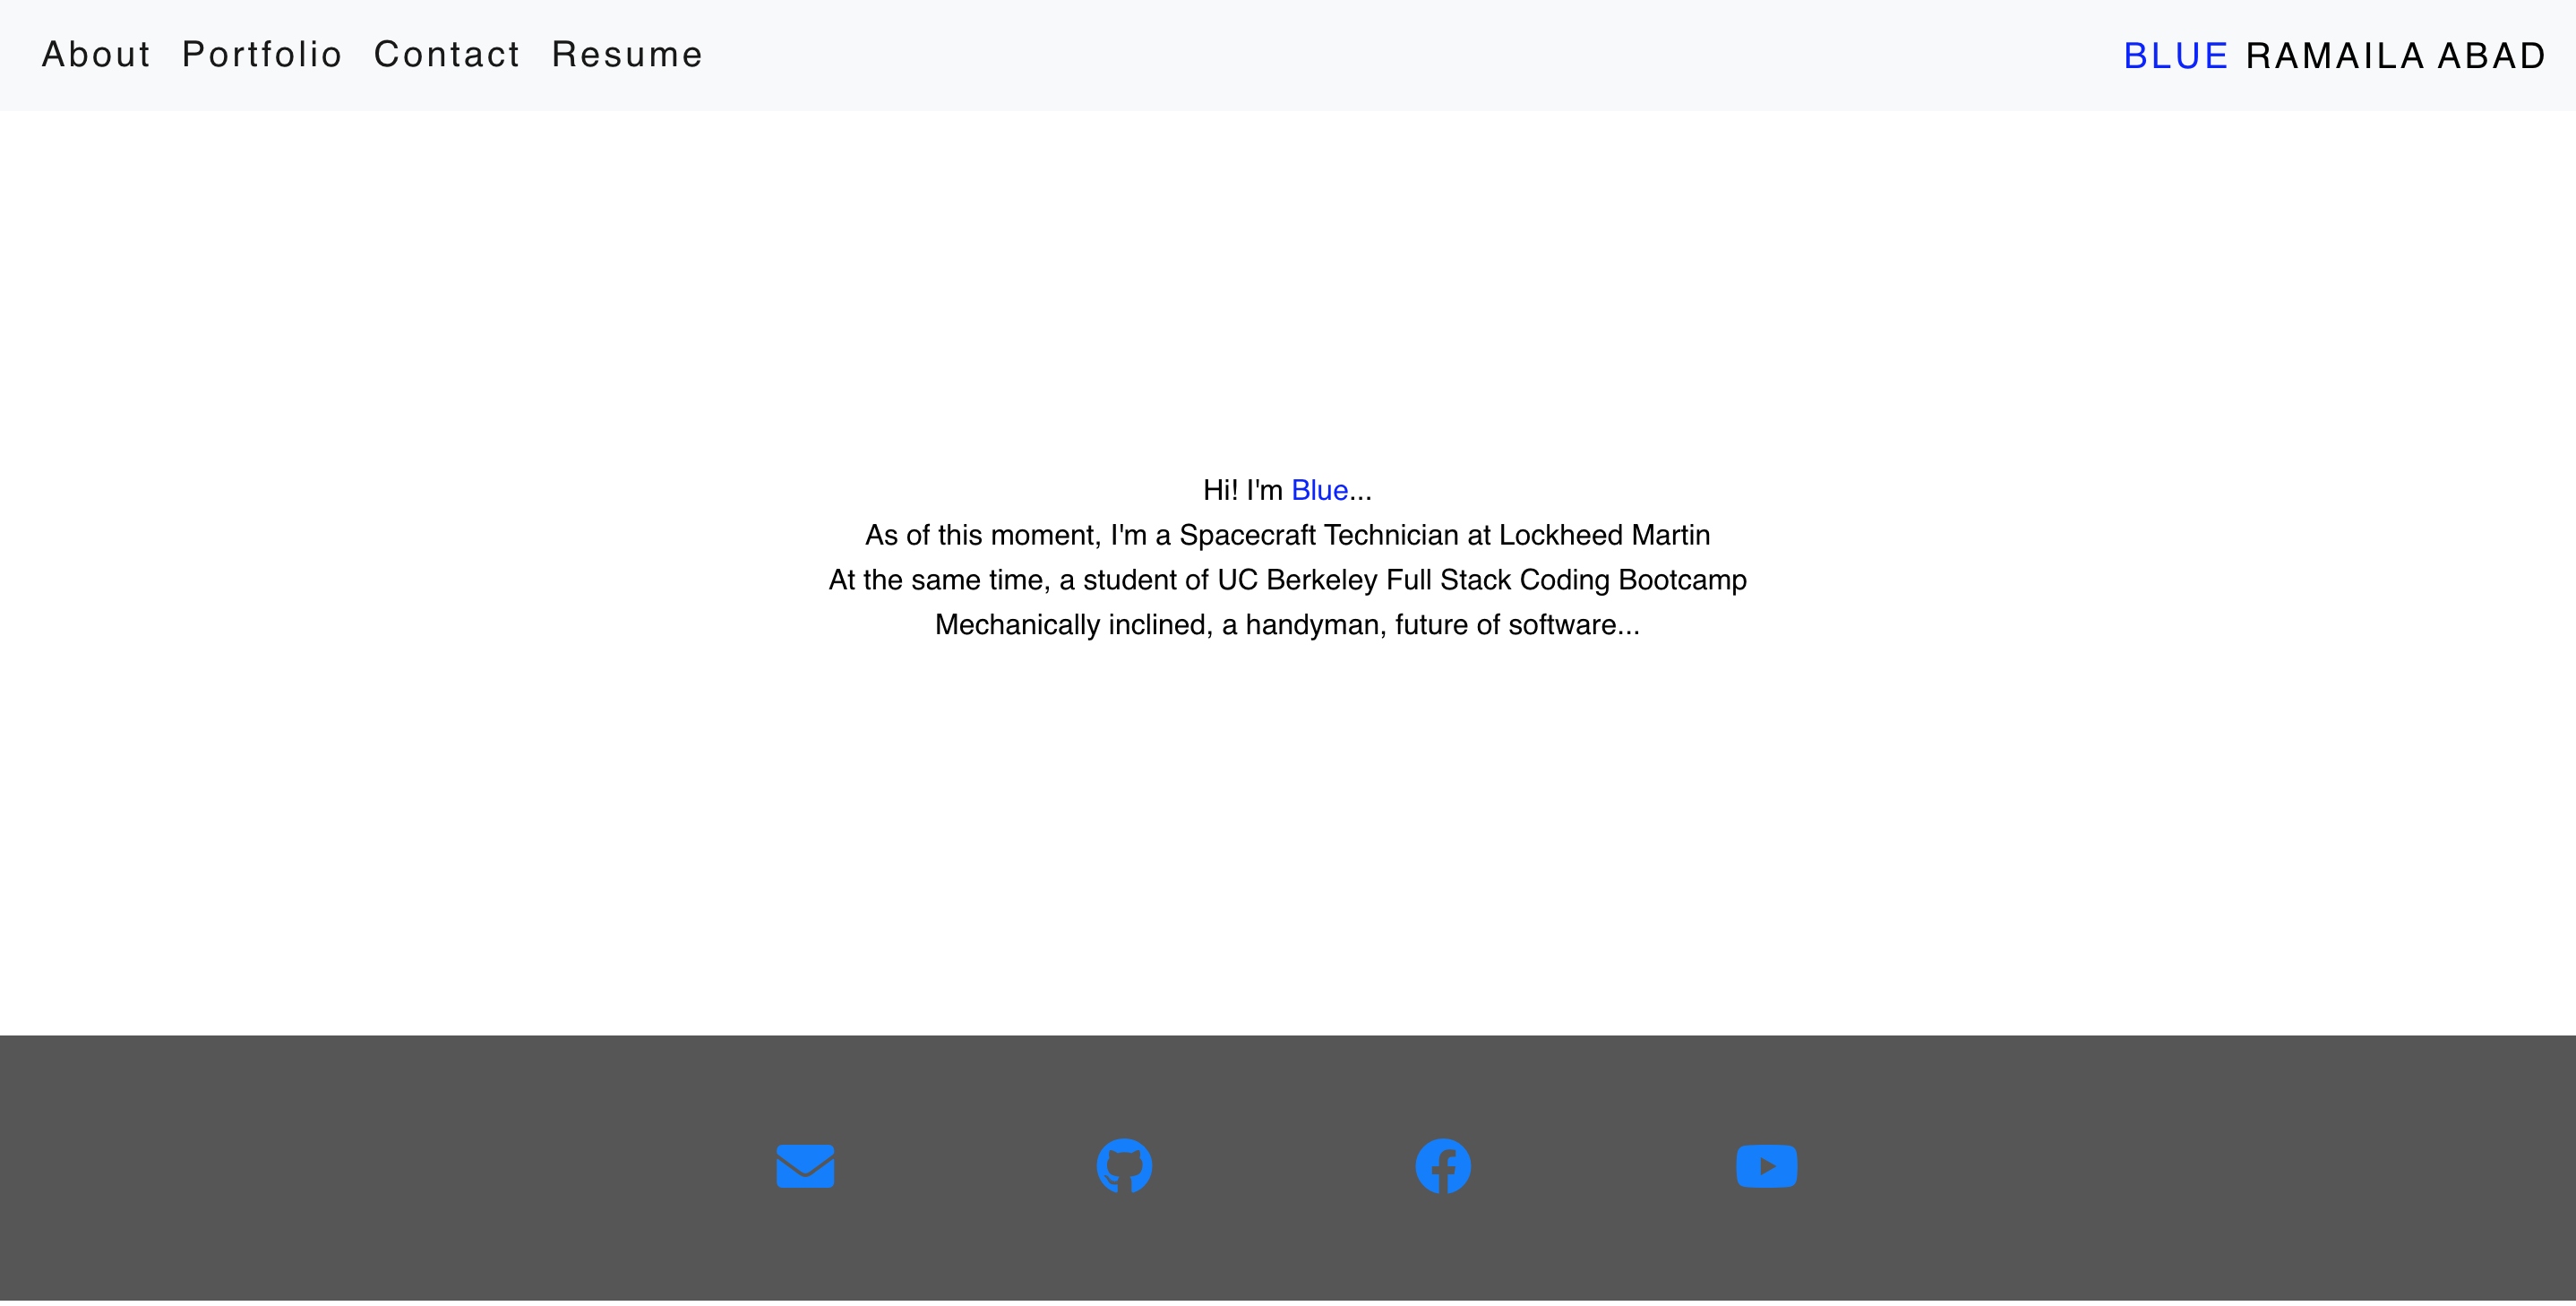 About Portfolio Contact Resume
BLUE RAMAILA ABAD
Hi! I'm Blue...
As of this moment, I'm a Spacecraft Technician at Lockheed Martin
At the same time, a student of UC Berkeley Full Stack Coding Bootcamp
Mechanically inclined, a handyman, future of software...